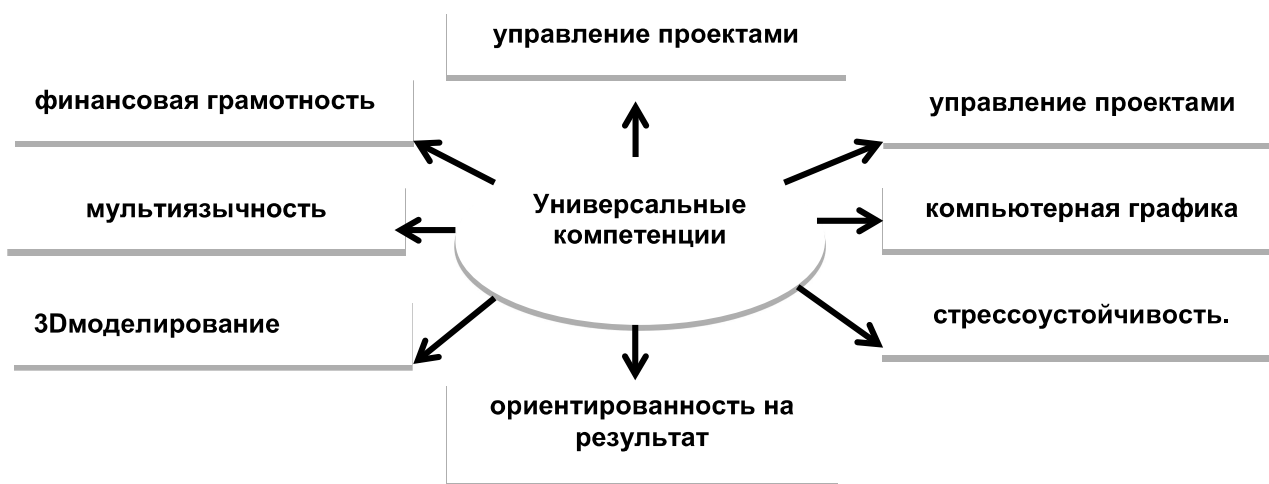 управление проектами
финансовая грамотность
управление проектами
мультиязычность
Универсальные
компетенции
компьютерная графика
3Dмоделирование
стрессоустойчивость.
ориентированность на
результат